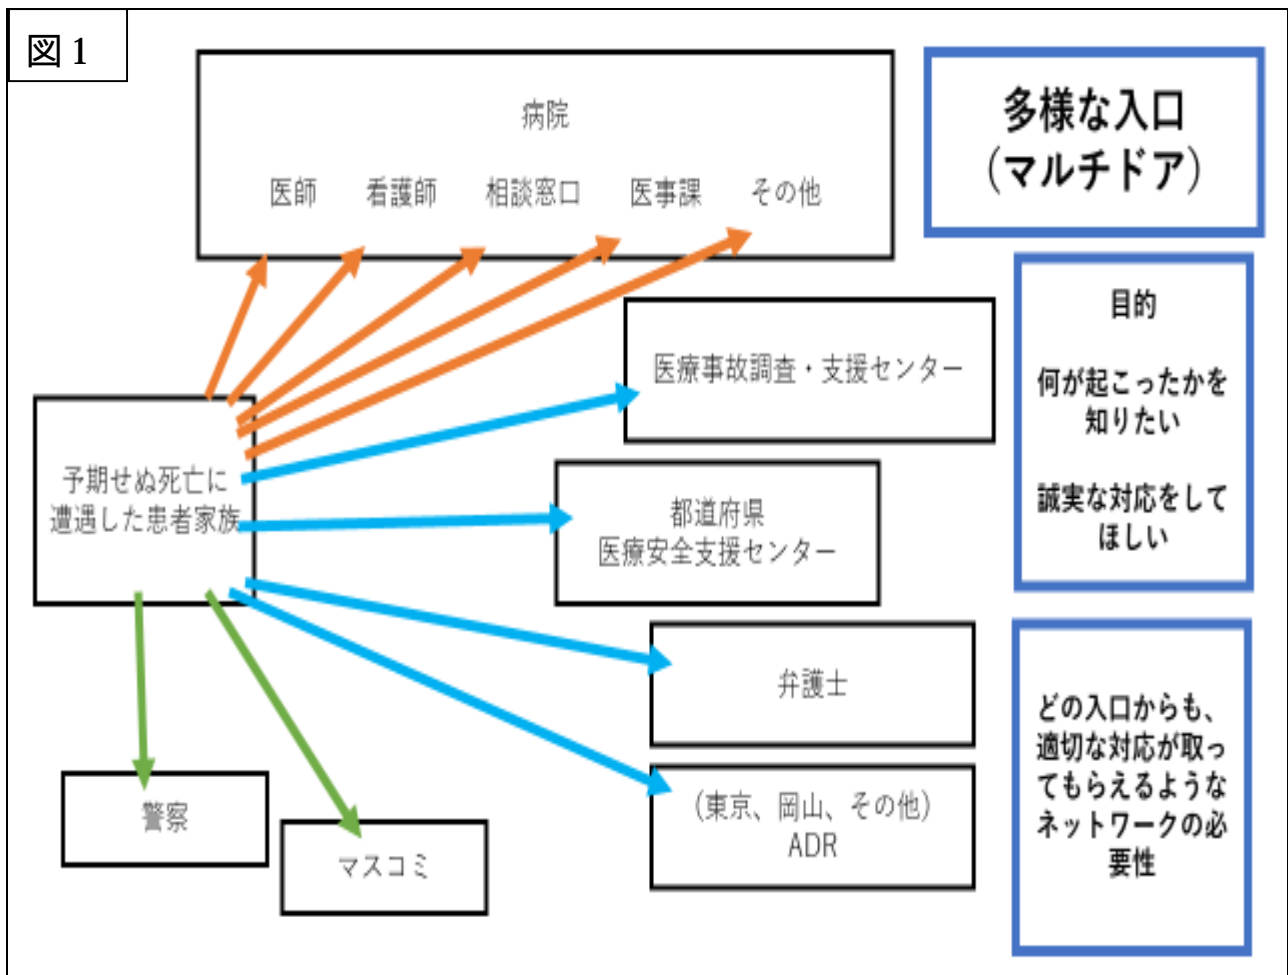 図1
病院
医師 看護師 相談窓口 医事課 その他
多様な入口
(マルチドア)
目的
何が起こったかを
知りたい
誠実な対応をして
ほしい
医療事故調査・支援センター
予期せぬ死亡に
遭遇した患者家族
都道府県
医療安全支援センター
弁護士
どの入口からも、
適切な対応が取っ
てもらえるような
ネットワークの必
要性
(東京、岡山、その他)
ADR
警察
マスコミ